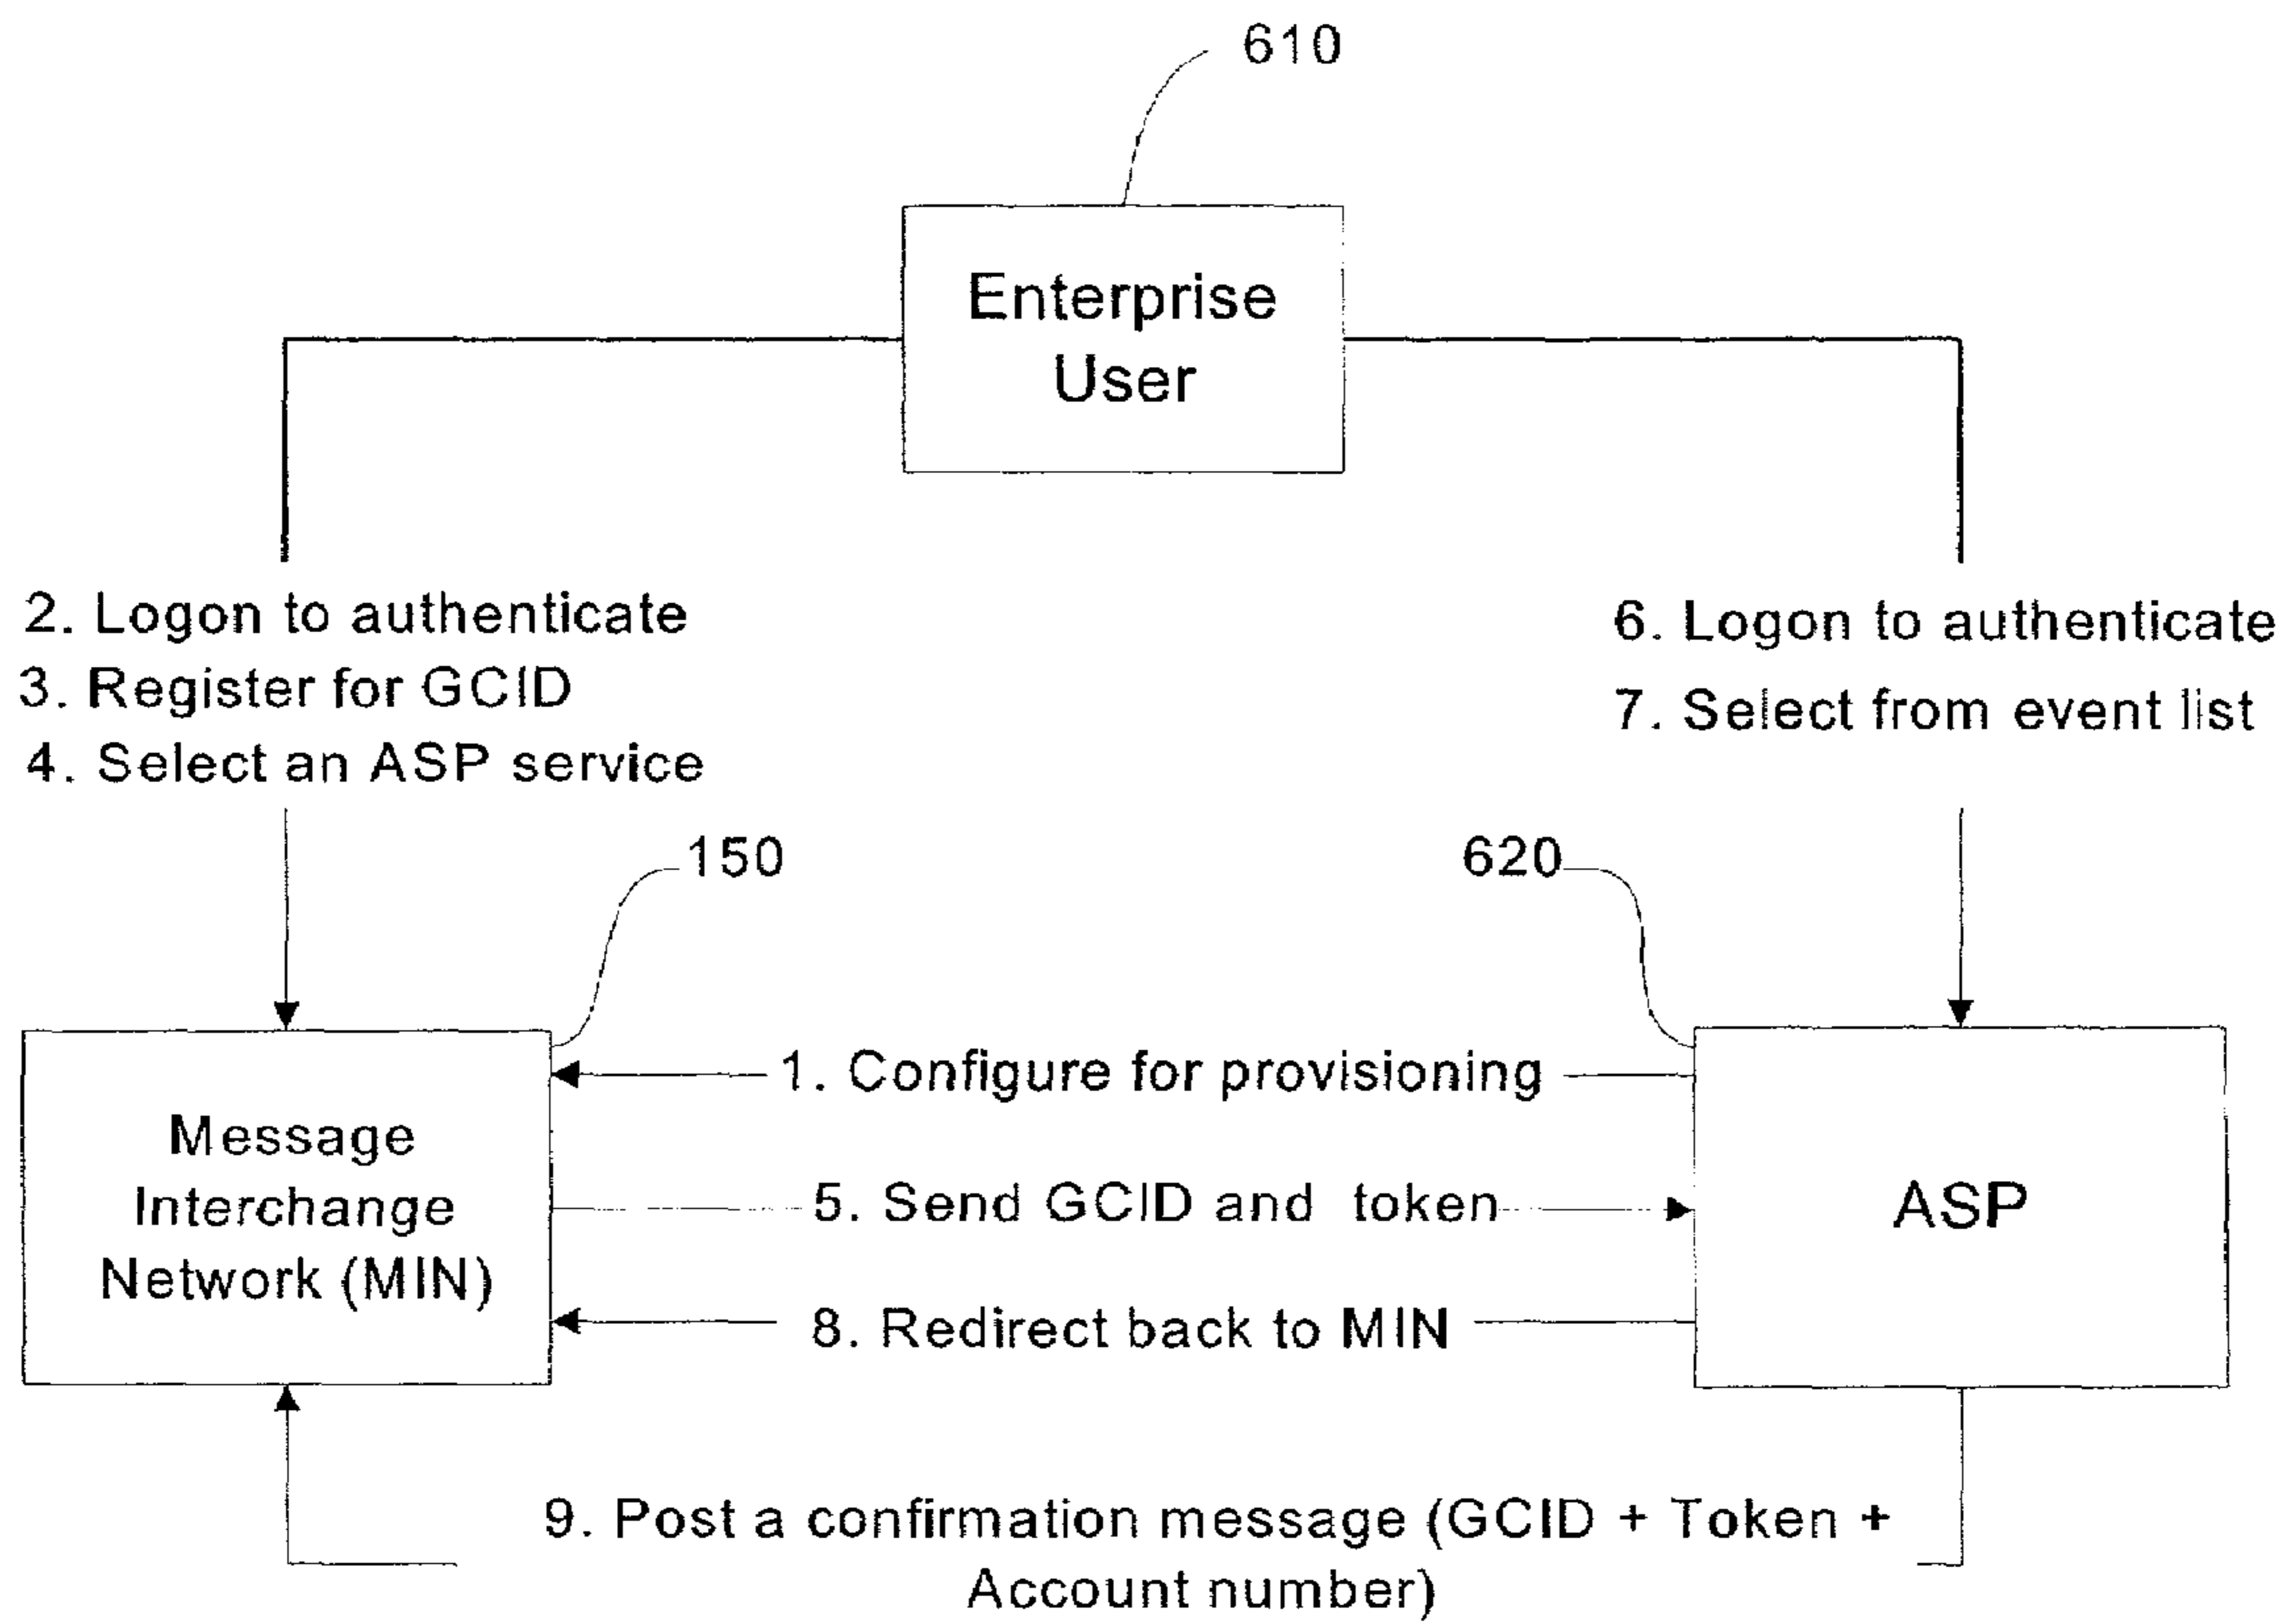 610
Enterprise
User
2. Logon to authenticate
3. Register for GCID
4. Select an ASP service
6. Logon to authenticate
7. Select from event list
150
620
1. Configure for provisioning
Message
Interchange
Network (MIN)
5. Send GCID and token
ASP
8. Redirect back to MIN
9. Post a confirmation message (GCID + Token +
Account number)